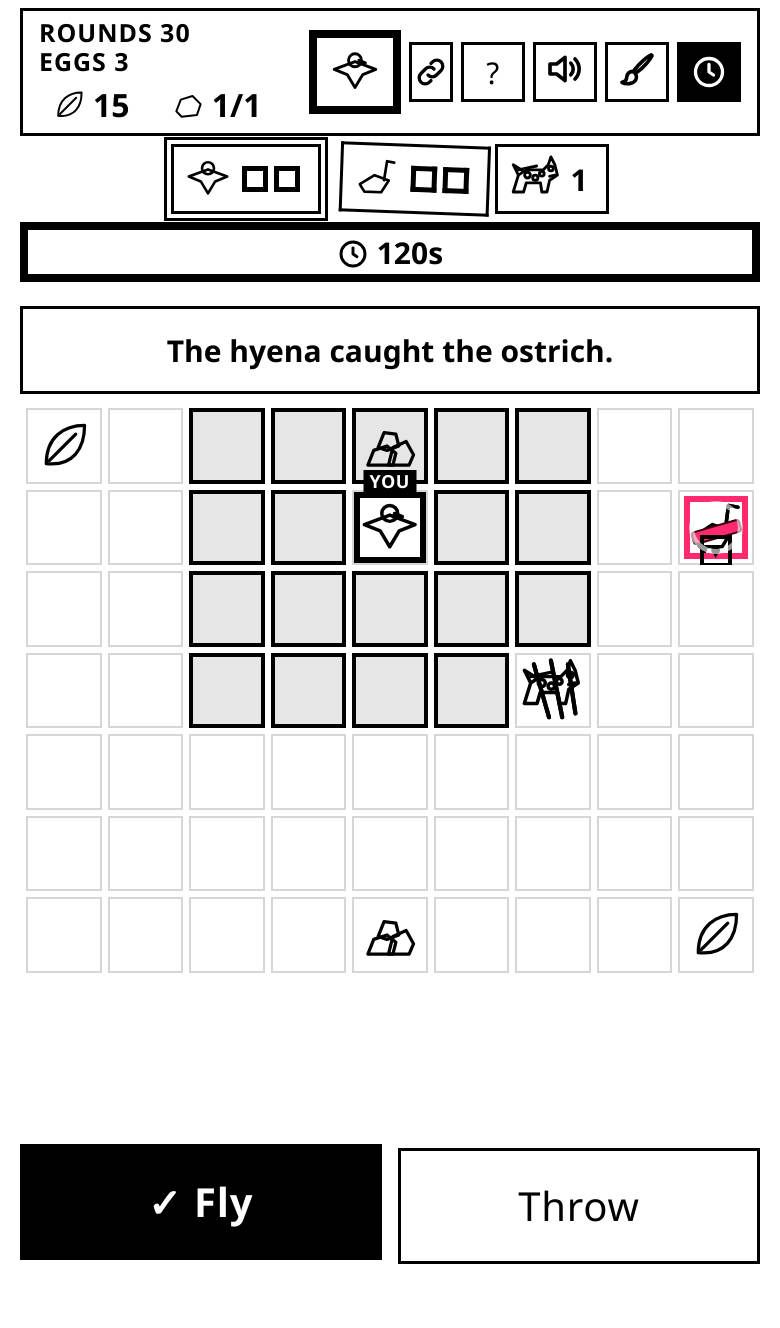 ROUNDS 30
EGGS 3
15 1/1
?
1
120s
The hyena caught the ostrich.
YOU
✓ Fly
Throw